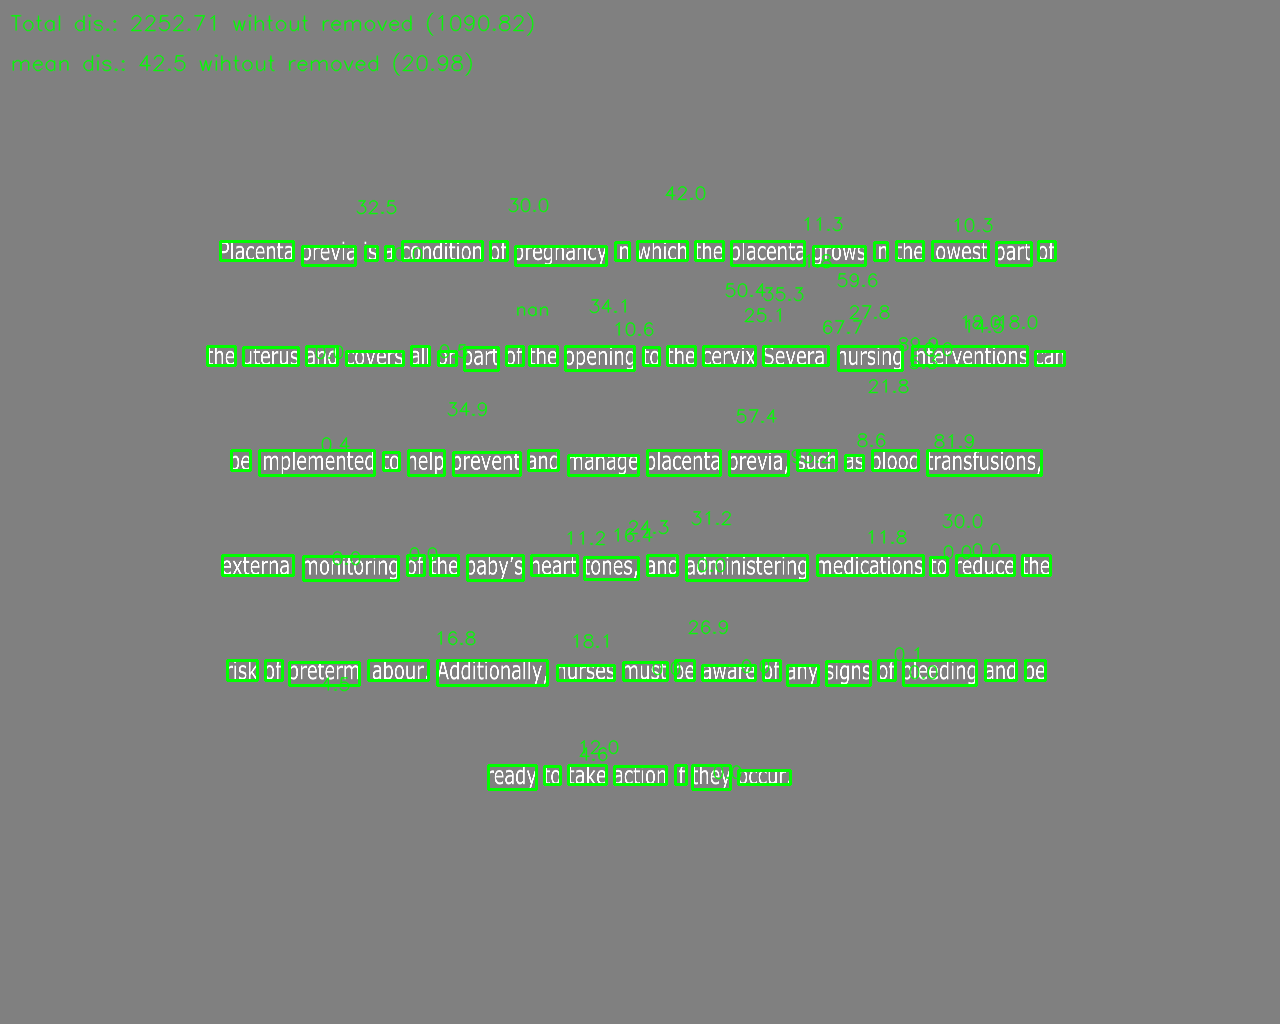 Total dis.: 2252.71 wihtout removed (1090.82)
mean dis.: 42.5 wihtout removed (20.98)
42.0
32.5 30.0
11.3 10.3
Placenta previa is a condition of pregnancy in which the placenta grows in the lowest part of
59.6
50.4 35.3
nan 34.1 25.1 27.8
10.6 67.7 18.0
the uterus and covers all or part of the opening to the cervix Several nursing interventions can
21.8
34.9 57.4
0.4 8.6 81.9
be implemented to help prevent and manage placenta previa, such as blood transfusions,
31.2 30.0
11.2 16.4 24.3 11.8
external monitoring of the baby's heart tones, and administering medications to reduce the
26.9
16.8 18.1
0.1
risk of preterm labour. Additionally, nurses must be aware of any signs of bleeding and be
12.0
ready to take action if they occur.